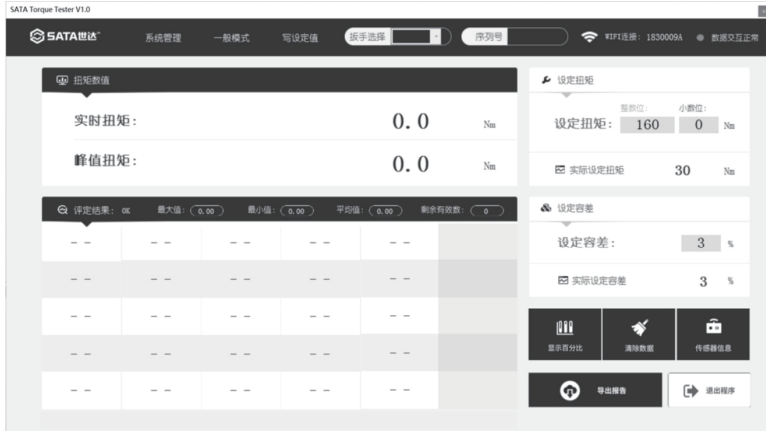 SATA Torque Tester V1.0
SATA世达 系统管理 一般模式 写设定值 扳手选择 序列号 WIFI连接: 1830009A 数据交互正常
扭矩数值
实时扭矩: 0.0 Nm
峰值扭矩: 0.0 Nm
设定扭矩
整数位: 小数位:
设定扭矩: 160 0 Nm
实际设定扭矩 30 Nm
评定结果: OK 最大值: 0.00 最小值: 0.00 平均值: 0.00 剩余有效数: 0
-- -- -- -- --
-- -- -- -- --
-- -- -- -- --
-- -- -- -- --
-- -- -- -- --
设定容差
设定容差: 3 %
实际设定容差 3 %
显示百分比 清除数据 传感器信息
导出报告 退出程序